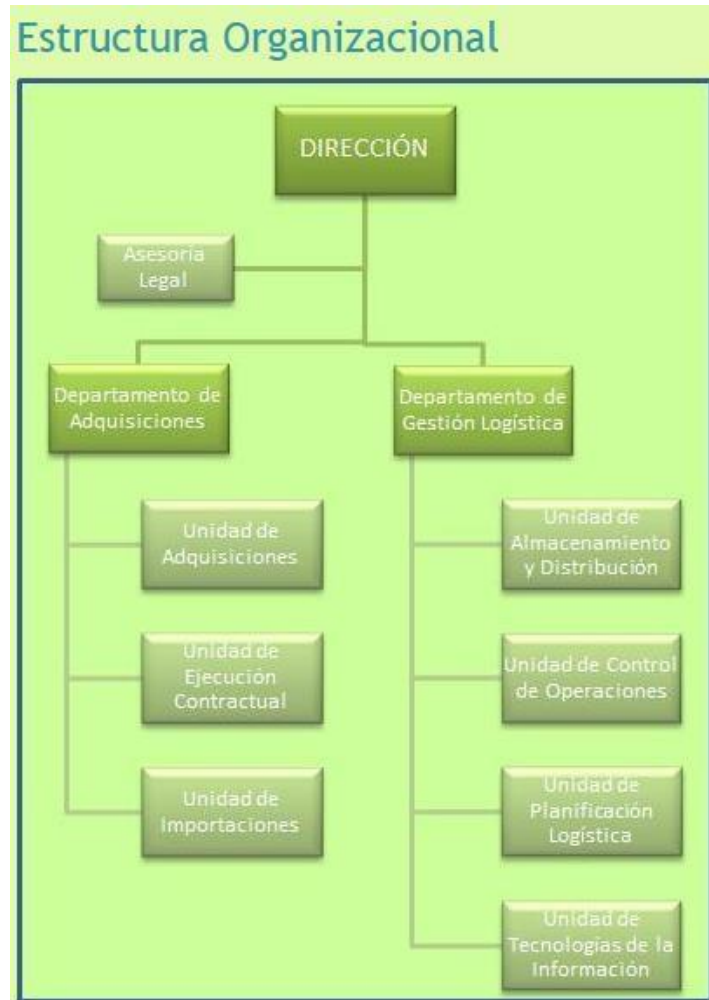 Estructura Organizacional
DIRECCIÓN
Asesoría
Legal
Departamento de
Adquisiciones
Departamento de
Gestión Logística
Unidad de
Adquisiciones
Unidad de
Ejecución
Contractual
Unidad de
Importaciones
Unidad de
Almacenamiento
y Distribución
Unidad de Control
de Operaciones
Unidad de
Planificación
Logística
Unidad de
Tecnologías de la
Información